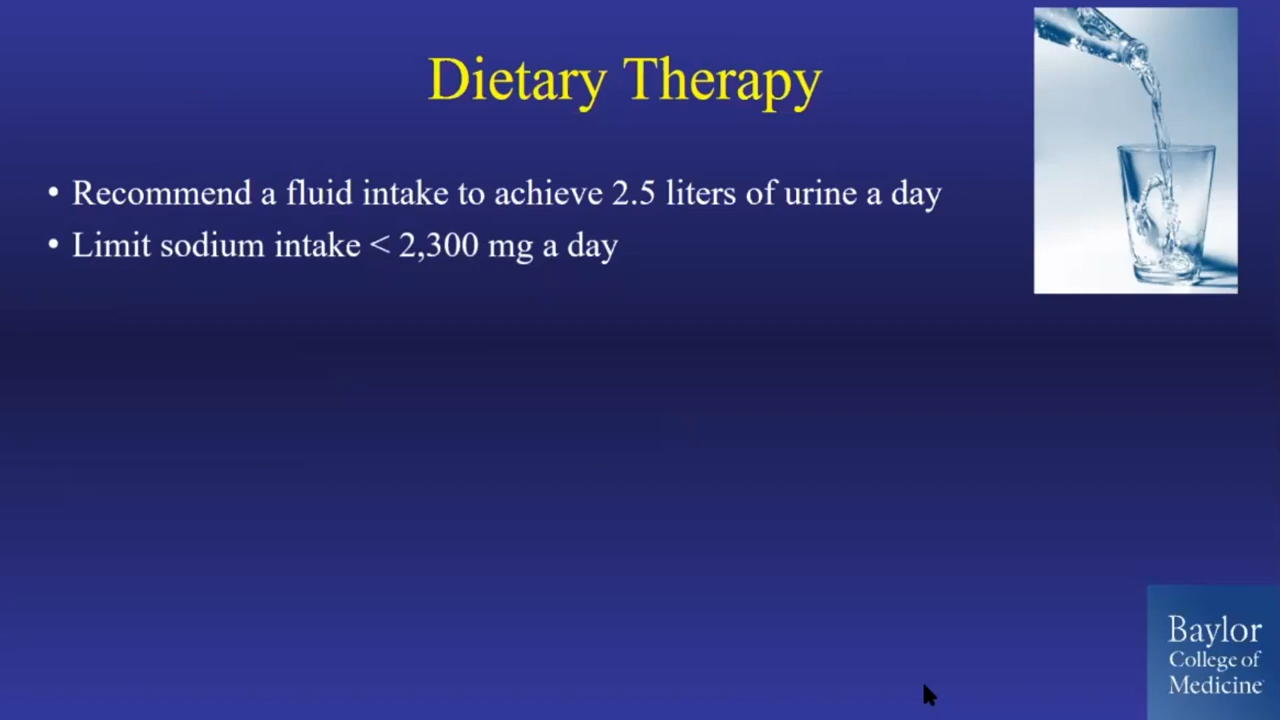 Dietary Therapy
• Recommend a fluid intake to achieve 2.5 liters of urine a day
• Limit sodium intake < 2,300 mg a day
Baylor
College of
Medicine